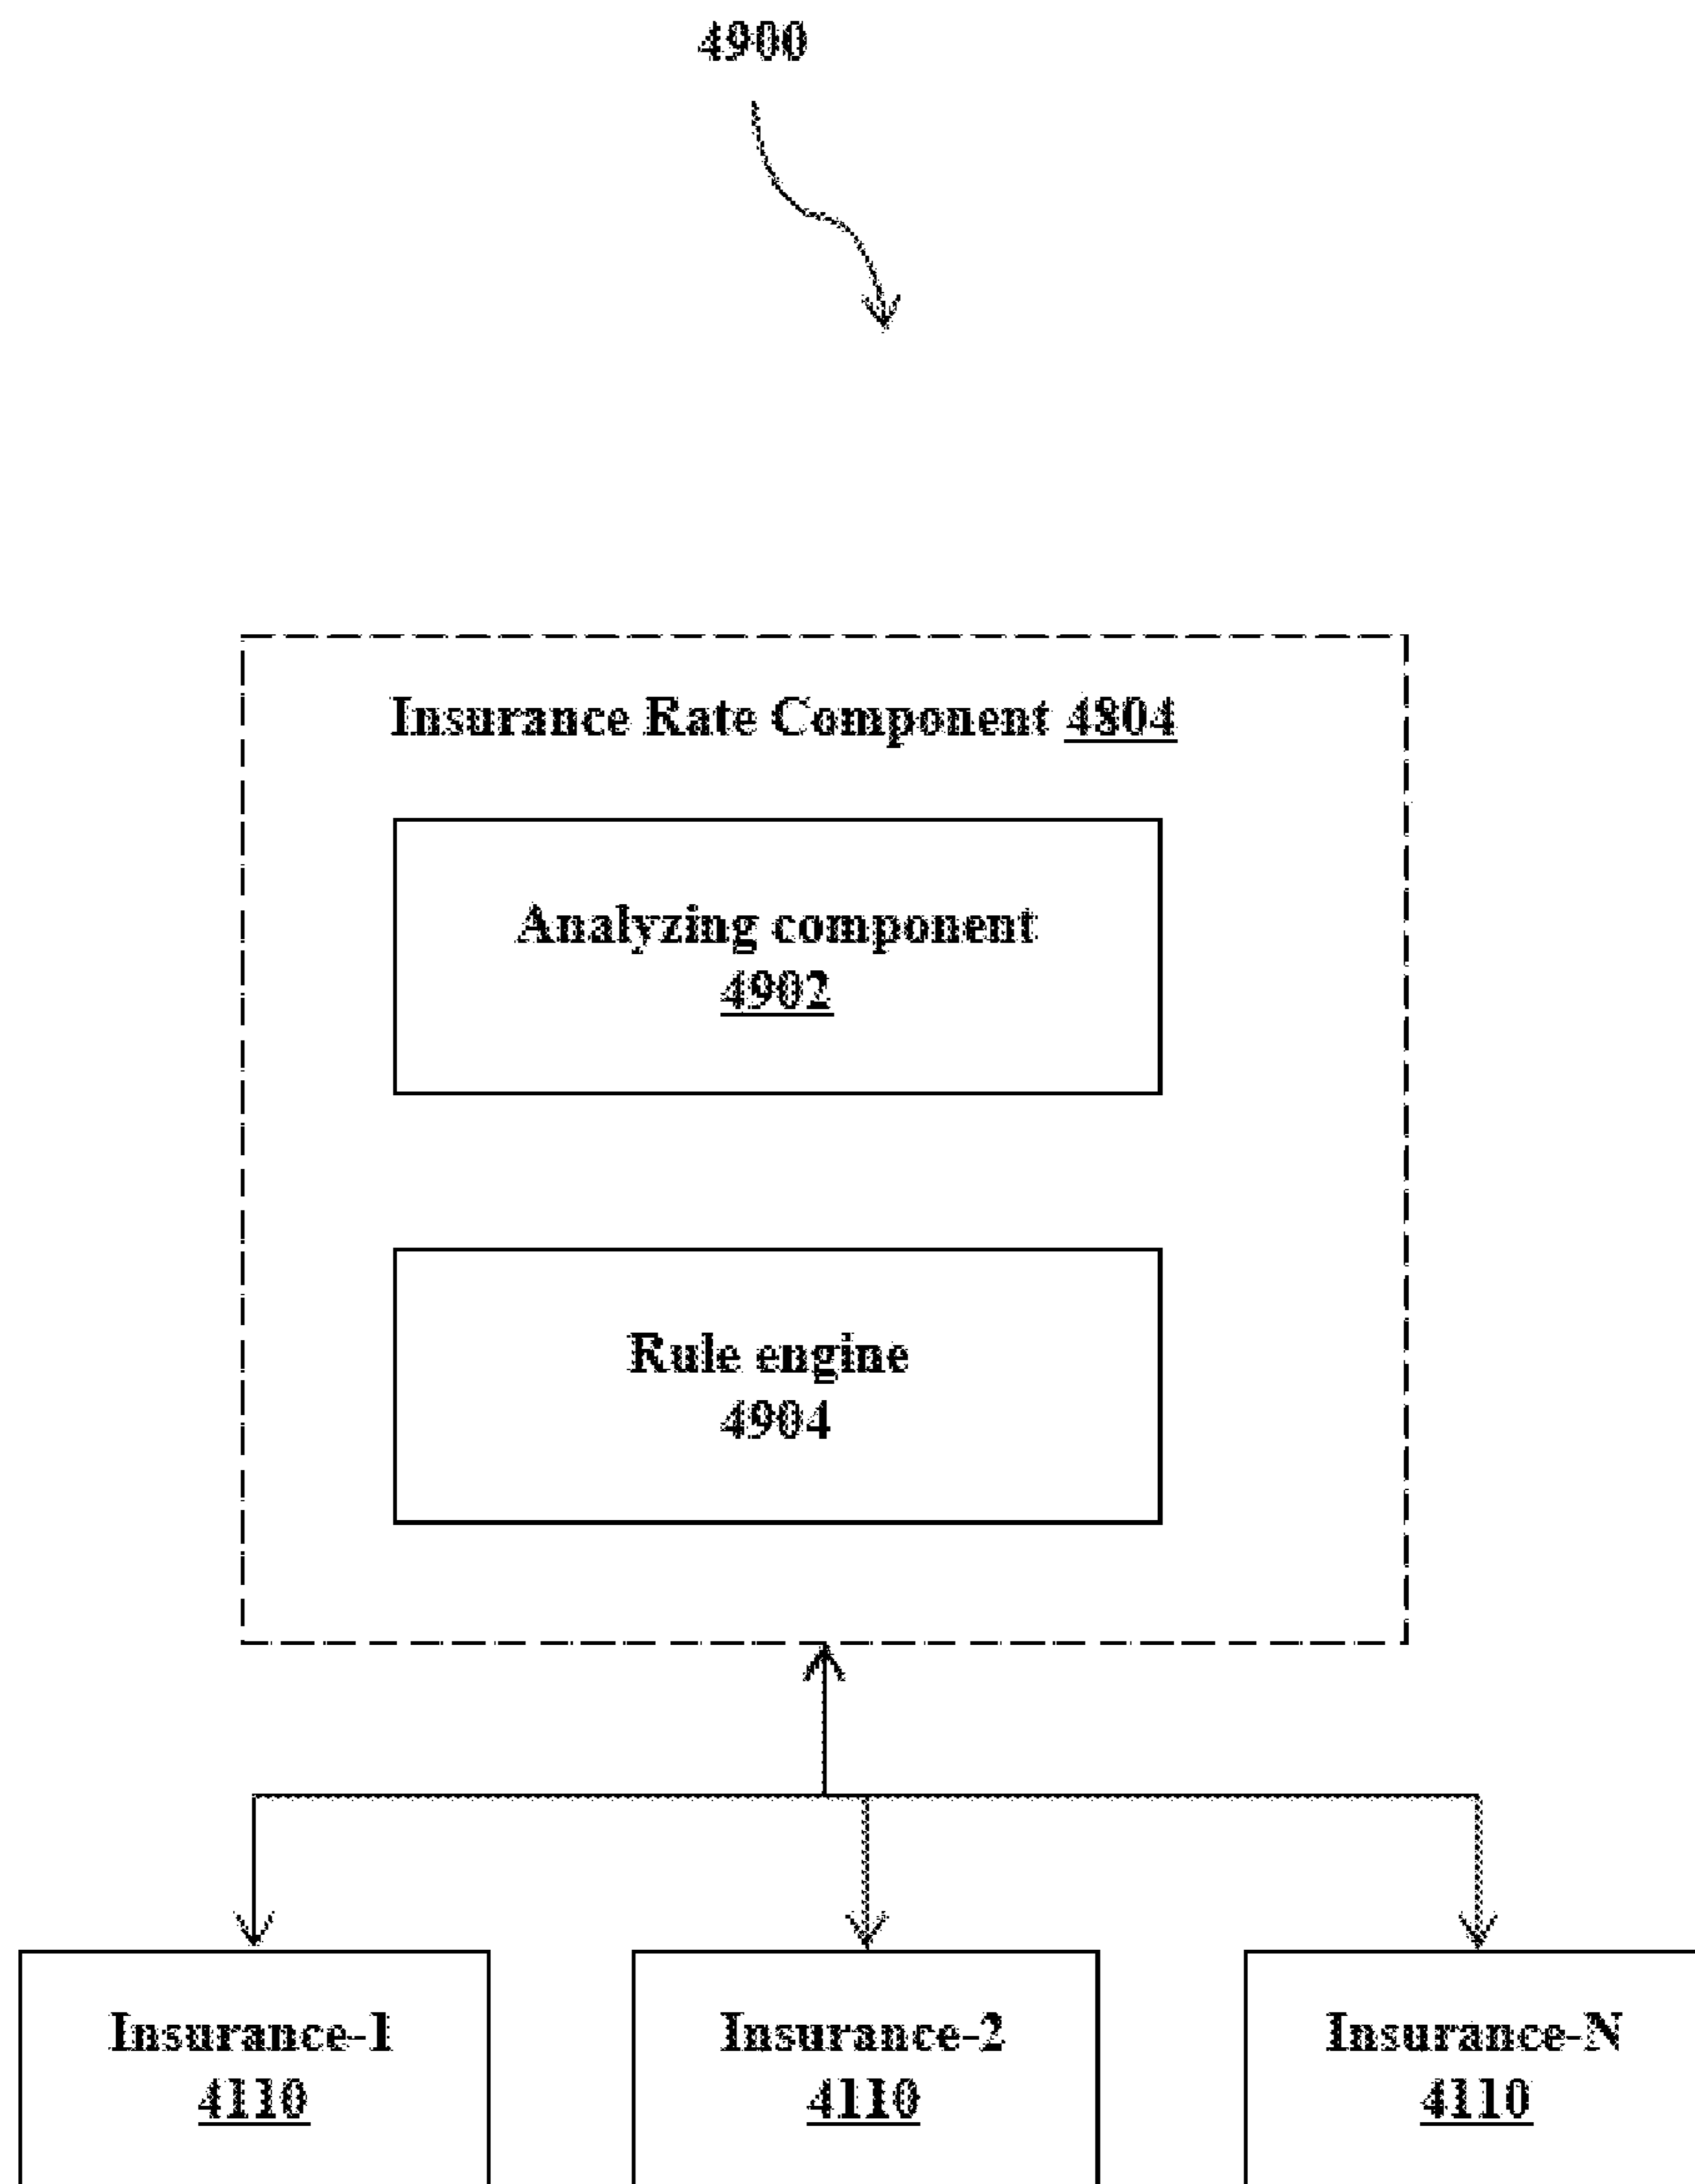 4900
Insurance Rate Component 4804
Analyzing component
4902
Rule engine
4904
Insurance-1
4110
Insurance-2
4110
Insurance-N
4110